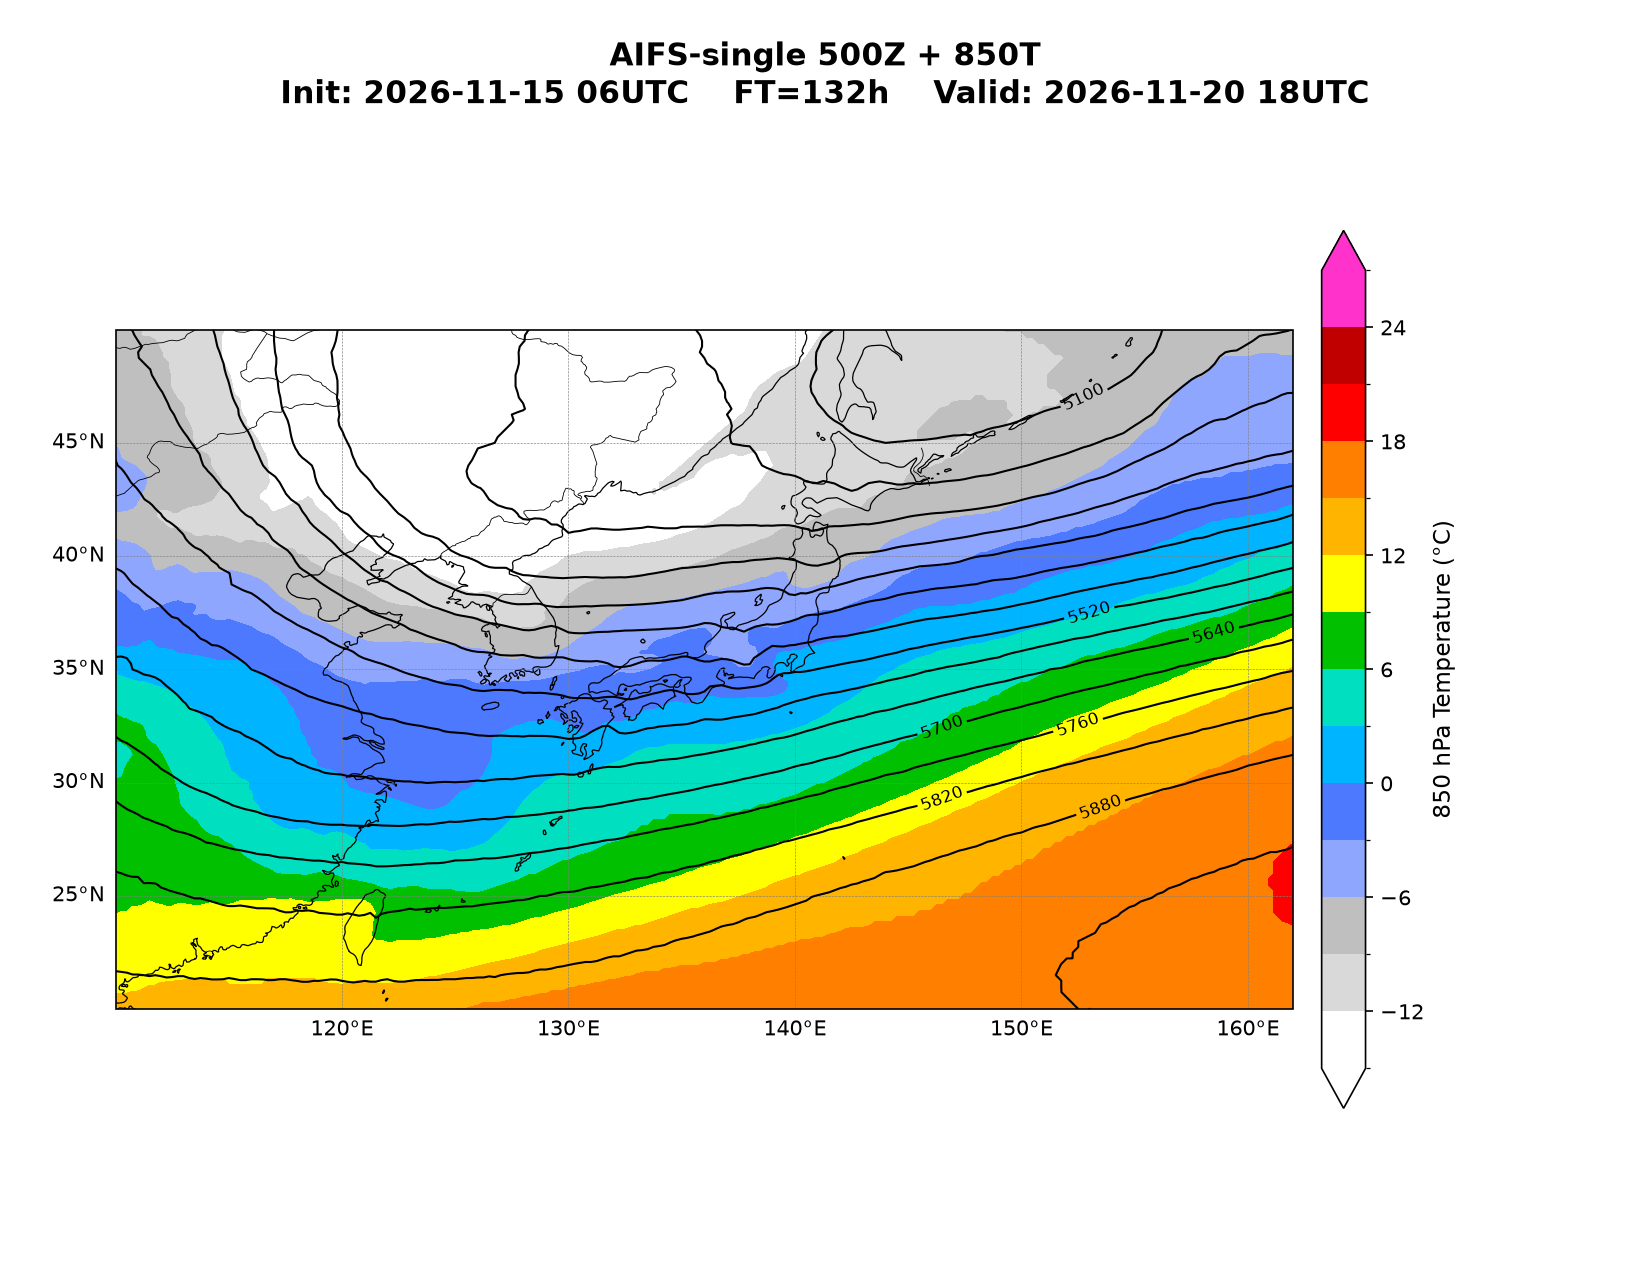 AIFS-single 500Z + 850T
Init: 2026-11-15 06UTC    FT=132h    Valid: 2026-11-20 18UTC
45°N
40°N
35°N
30°N
25°N
120°E
130°E
140°E
150°E
160°E
5100
5520
5640
5700
5760
5820
5880
24
18
12
6
0
−6
−12
850 hPa Temperature (°C)